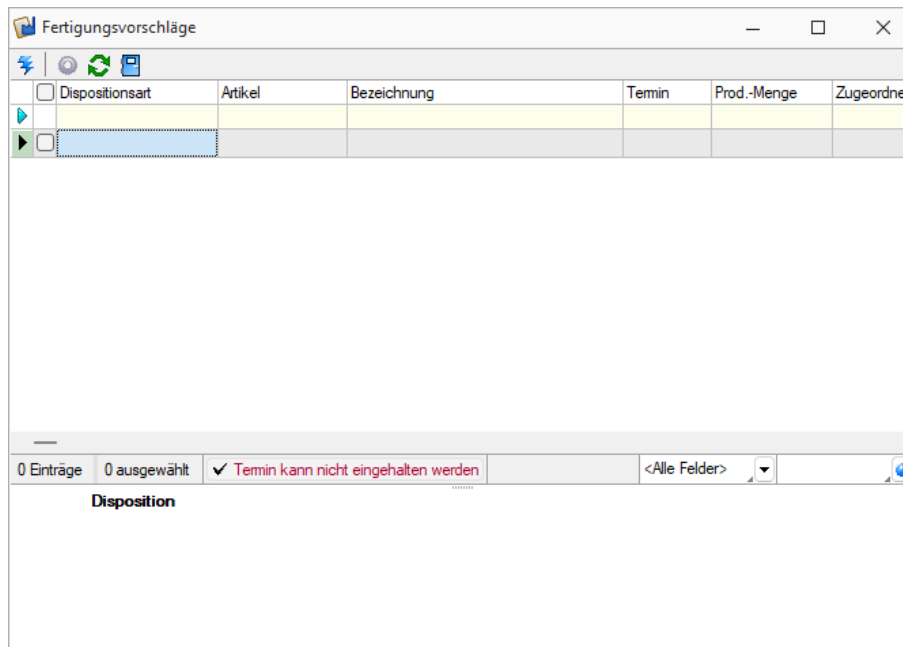 Fertigungsvorschläge
Dispositionsart Artikel Bezeichnung Termin Prod.-Menge Zugeordne
0 Einträge 0 ausgewählt Termin kann nicht eingehalten werden <Alle Felder>
Disposition